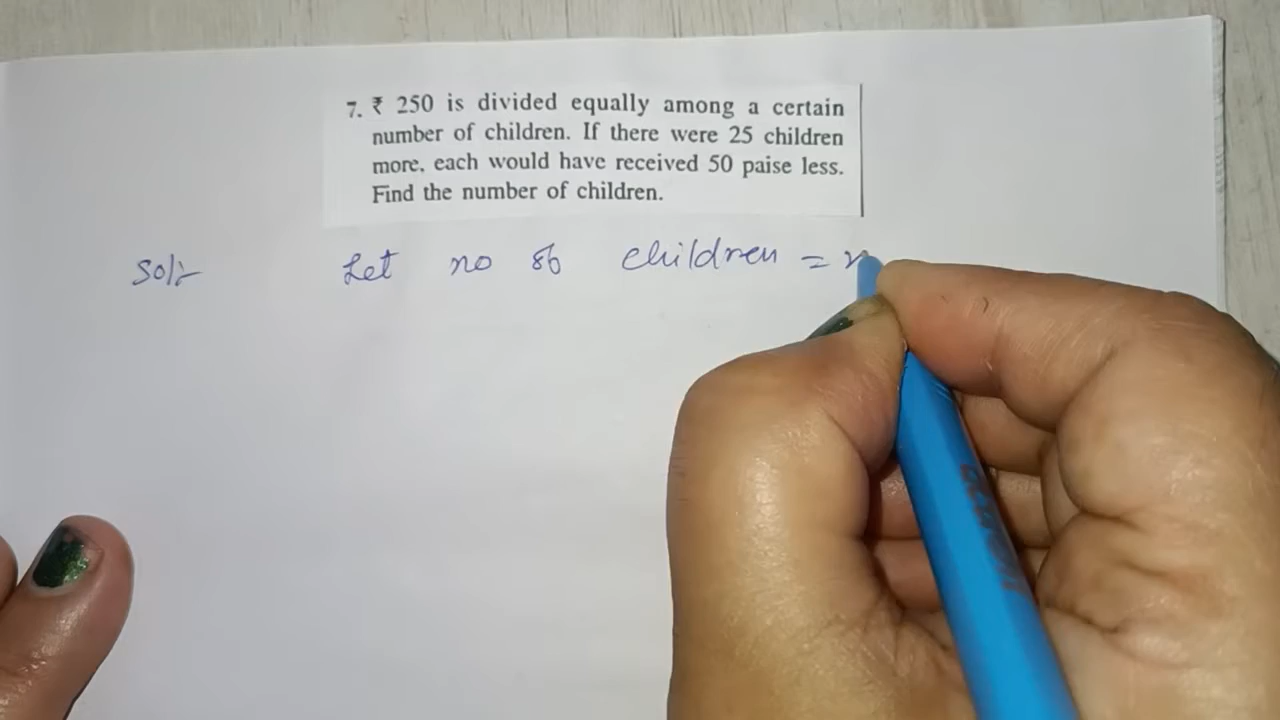 7. ₹ 250 is divided equally among a certain
number of children. If there were 25 children
more, each would have received 50 paise less.
Find the number of children.
Sol:- Let no of children =